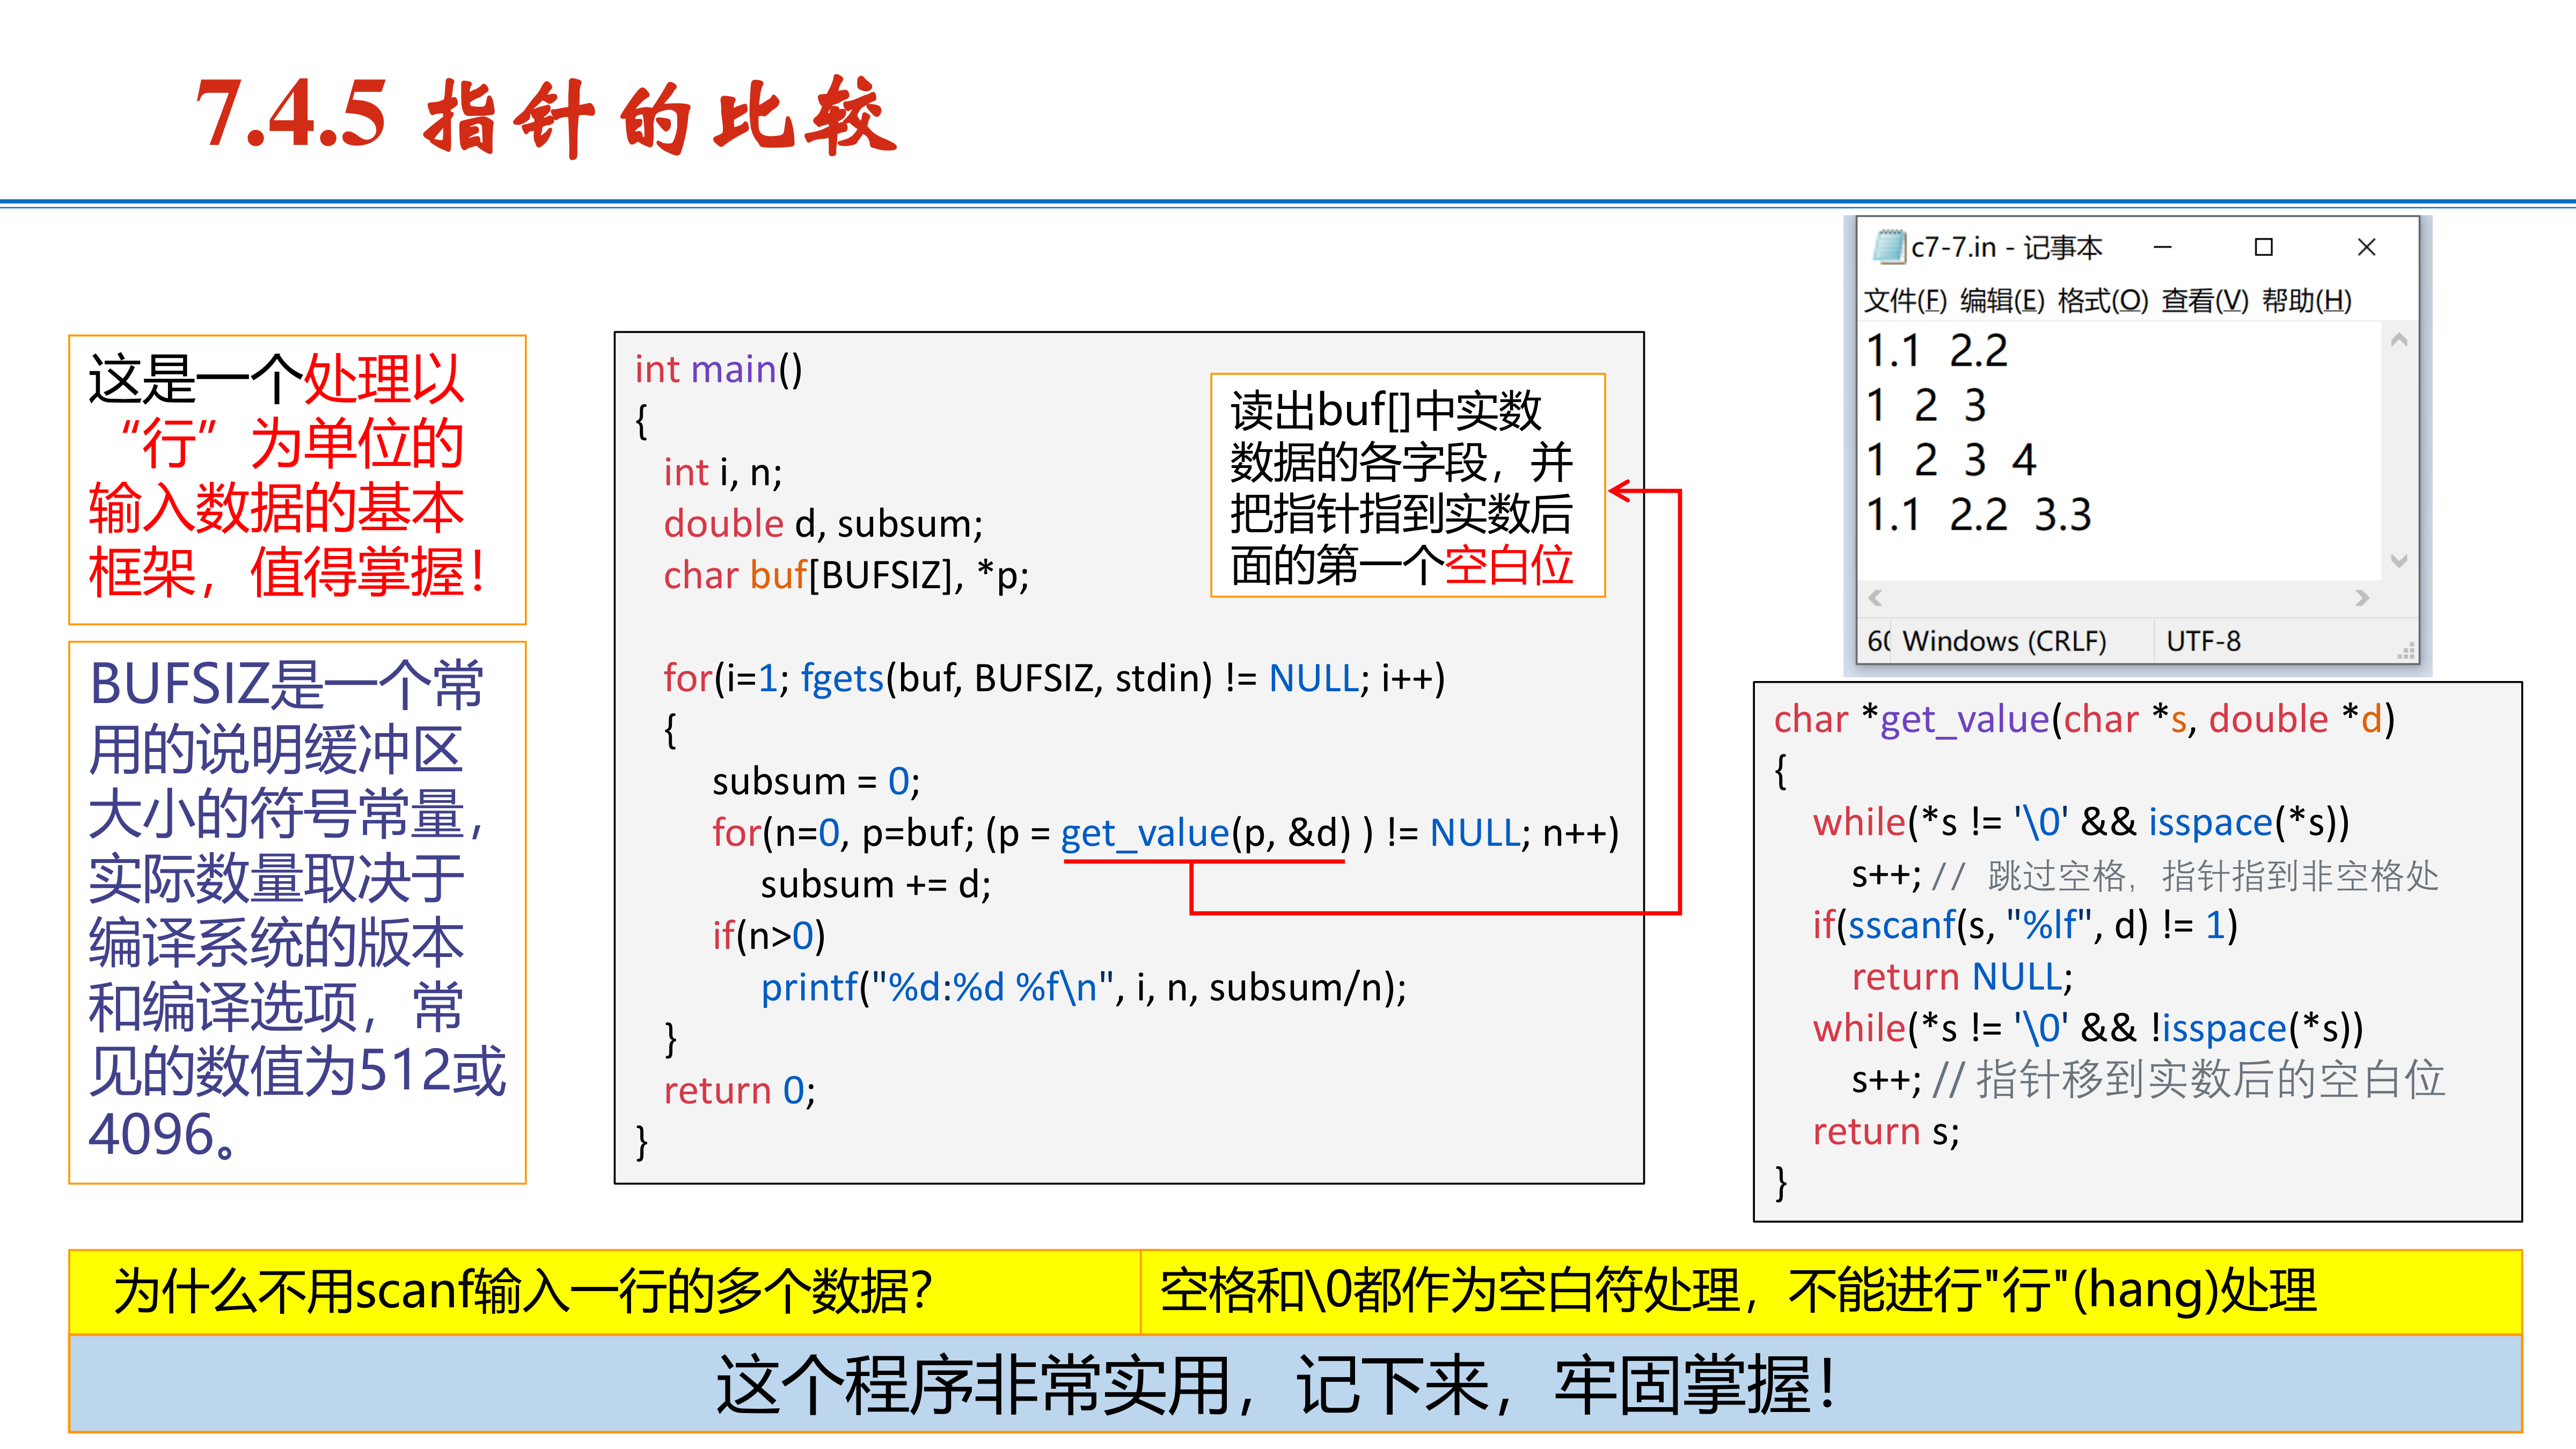 7.4.5 指针的比较
这是一个处理以
“行”为单位的
输入数据的基本
框架，值得掌握！
BUFSIZ是一个常
用的说明缓冲区
大小的符号常量，
实际数量取决于
编译系统的版本
和编译选项，常
见的数值为512或
4096。
int main()
{
int i, n;
double d, subsum;
char buf[BUFSIZ], *p;
for(i=1; fgets(buf, BUFSIZ, stdin) != NULL; i++)
{
subsum = 0;
for(n=0, p=buf; (p = get_value(p, &d) ) != NULL; n++)
subsum += d;
if(n>0)
printf("%d:%d %f\n", i, n, subsum/n);
}
return 0;
}
读出buf[]中实数
数据的各字段，并
把指针指到实数后
面的第一个空白位
c7-7.in - 记事本
文件(F) 编辑(E) 格式(O) 查看(V) 帮助(H)
1.1 2.2
1 2 3
1 2 3 4
1.1 2.2 3.3
Windows (CRLF) UTF-8
char *get_value(char *s, double *d)
{
while(*s != '\0' && isspace(*s))
s++; // 跳过空格，指针指到非空格处
if(sscanf(s, "%lf", d) != 1)
return NULL;
while(*s != '\0' && !isspace(*s))
s++; // 指针移到实数后的空白位
return s;
}
为什么不用scanf输入一行的多个数据？
空格和\0都作为空白符处理，不能进行"行"(hang)处理
这个程序非常实用，记下来，牢固掌握！